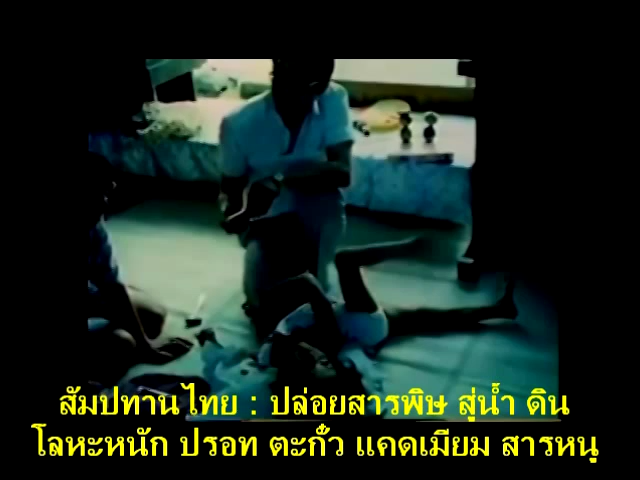 สัมปทานไทย : ปล่อยสารพิษ สู่น้ำ ดิน
โลหะหนัก ปรอท ตะกั๋ว แคดเมียม สารหนู